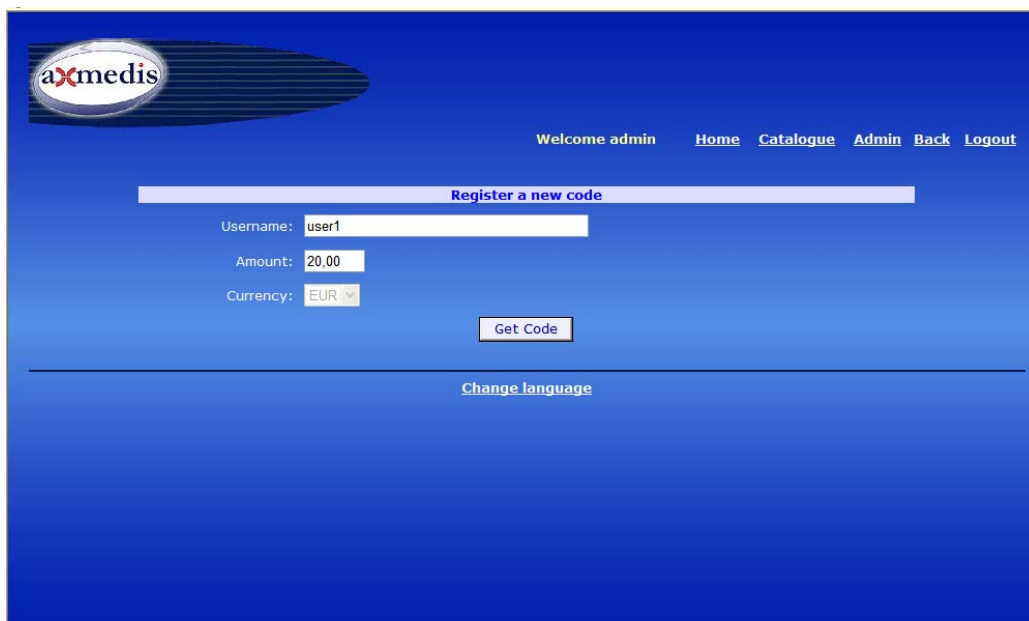 axmedis
Welcome admin Home Catalogue Admin Back Logout
Register a new code
Username: user1
Amount: 20,00
Currency: EUR
Get Code
Change language